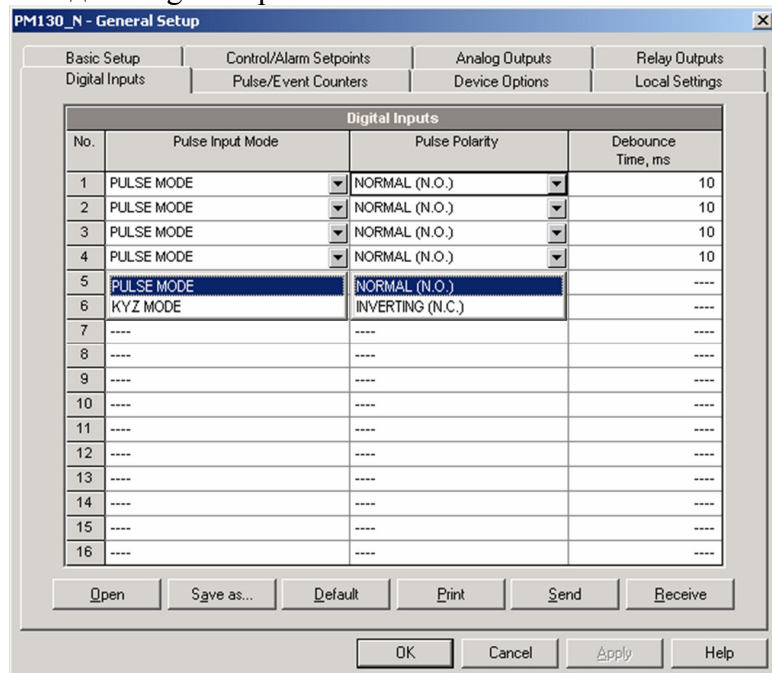 PM130_N - General Setup
Basic Setup Control/Alarm Setpoints Analog Outputs Relay Outputs
Digital Inputs Pulse/Event Counters Device Options Local Settings
Digital Inputs
No. Pulse Input Mode Pulse Polarity Debounce Time, ms
1 PULSE MODE NORMAL (N.O.) 10
2 PULSE MODE NORMAL (N.O.) 10
3 PULSE MODE NORMAL (N.O.) 10
4 PULSE MODE NORMAL (N.O.) 10
5 PULSE MODE NORMAL (N.O.) ----
6 KYZ MODE INVERTING (N.C.) ----
7 ---- ---- ----
8 ---- ---- ----
9 ---- ---- ----
10 ---- ---- ----
11 ---- ---- ----
12 ---- ---- ----
13 ---- ---- ----
14 ---- ---- ----
15 ---- ---- ----
16 ---- ---- ----
Open Save as... Default Print Send Receive
OK Cancel Apply Help